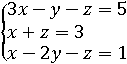 3x − y − z = 5
x + z = 3
x − 2y − z = 1